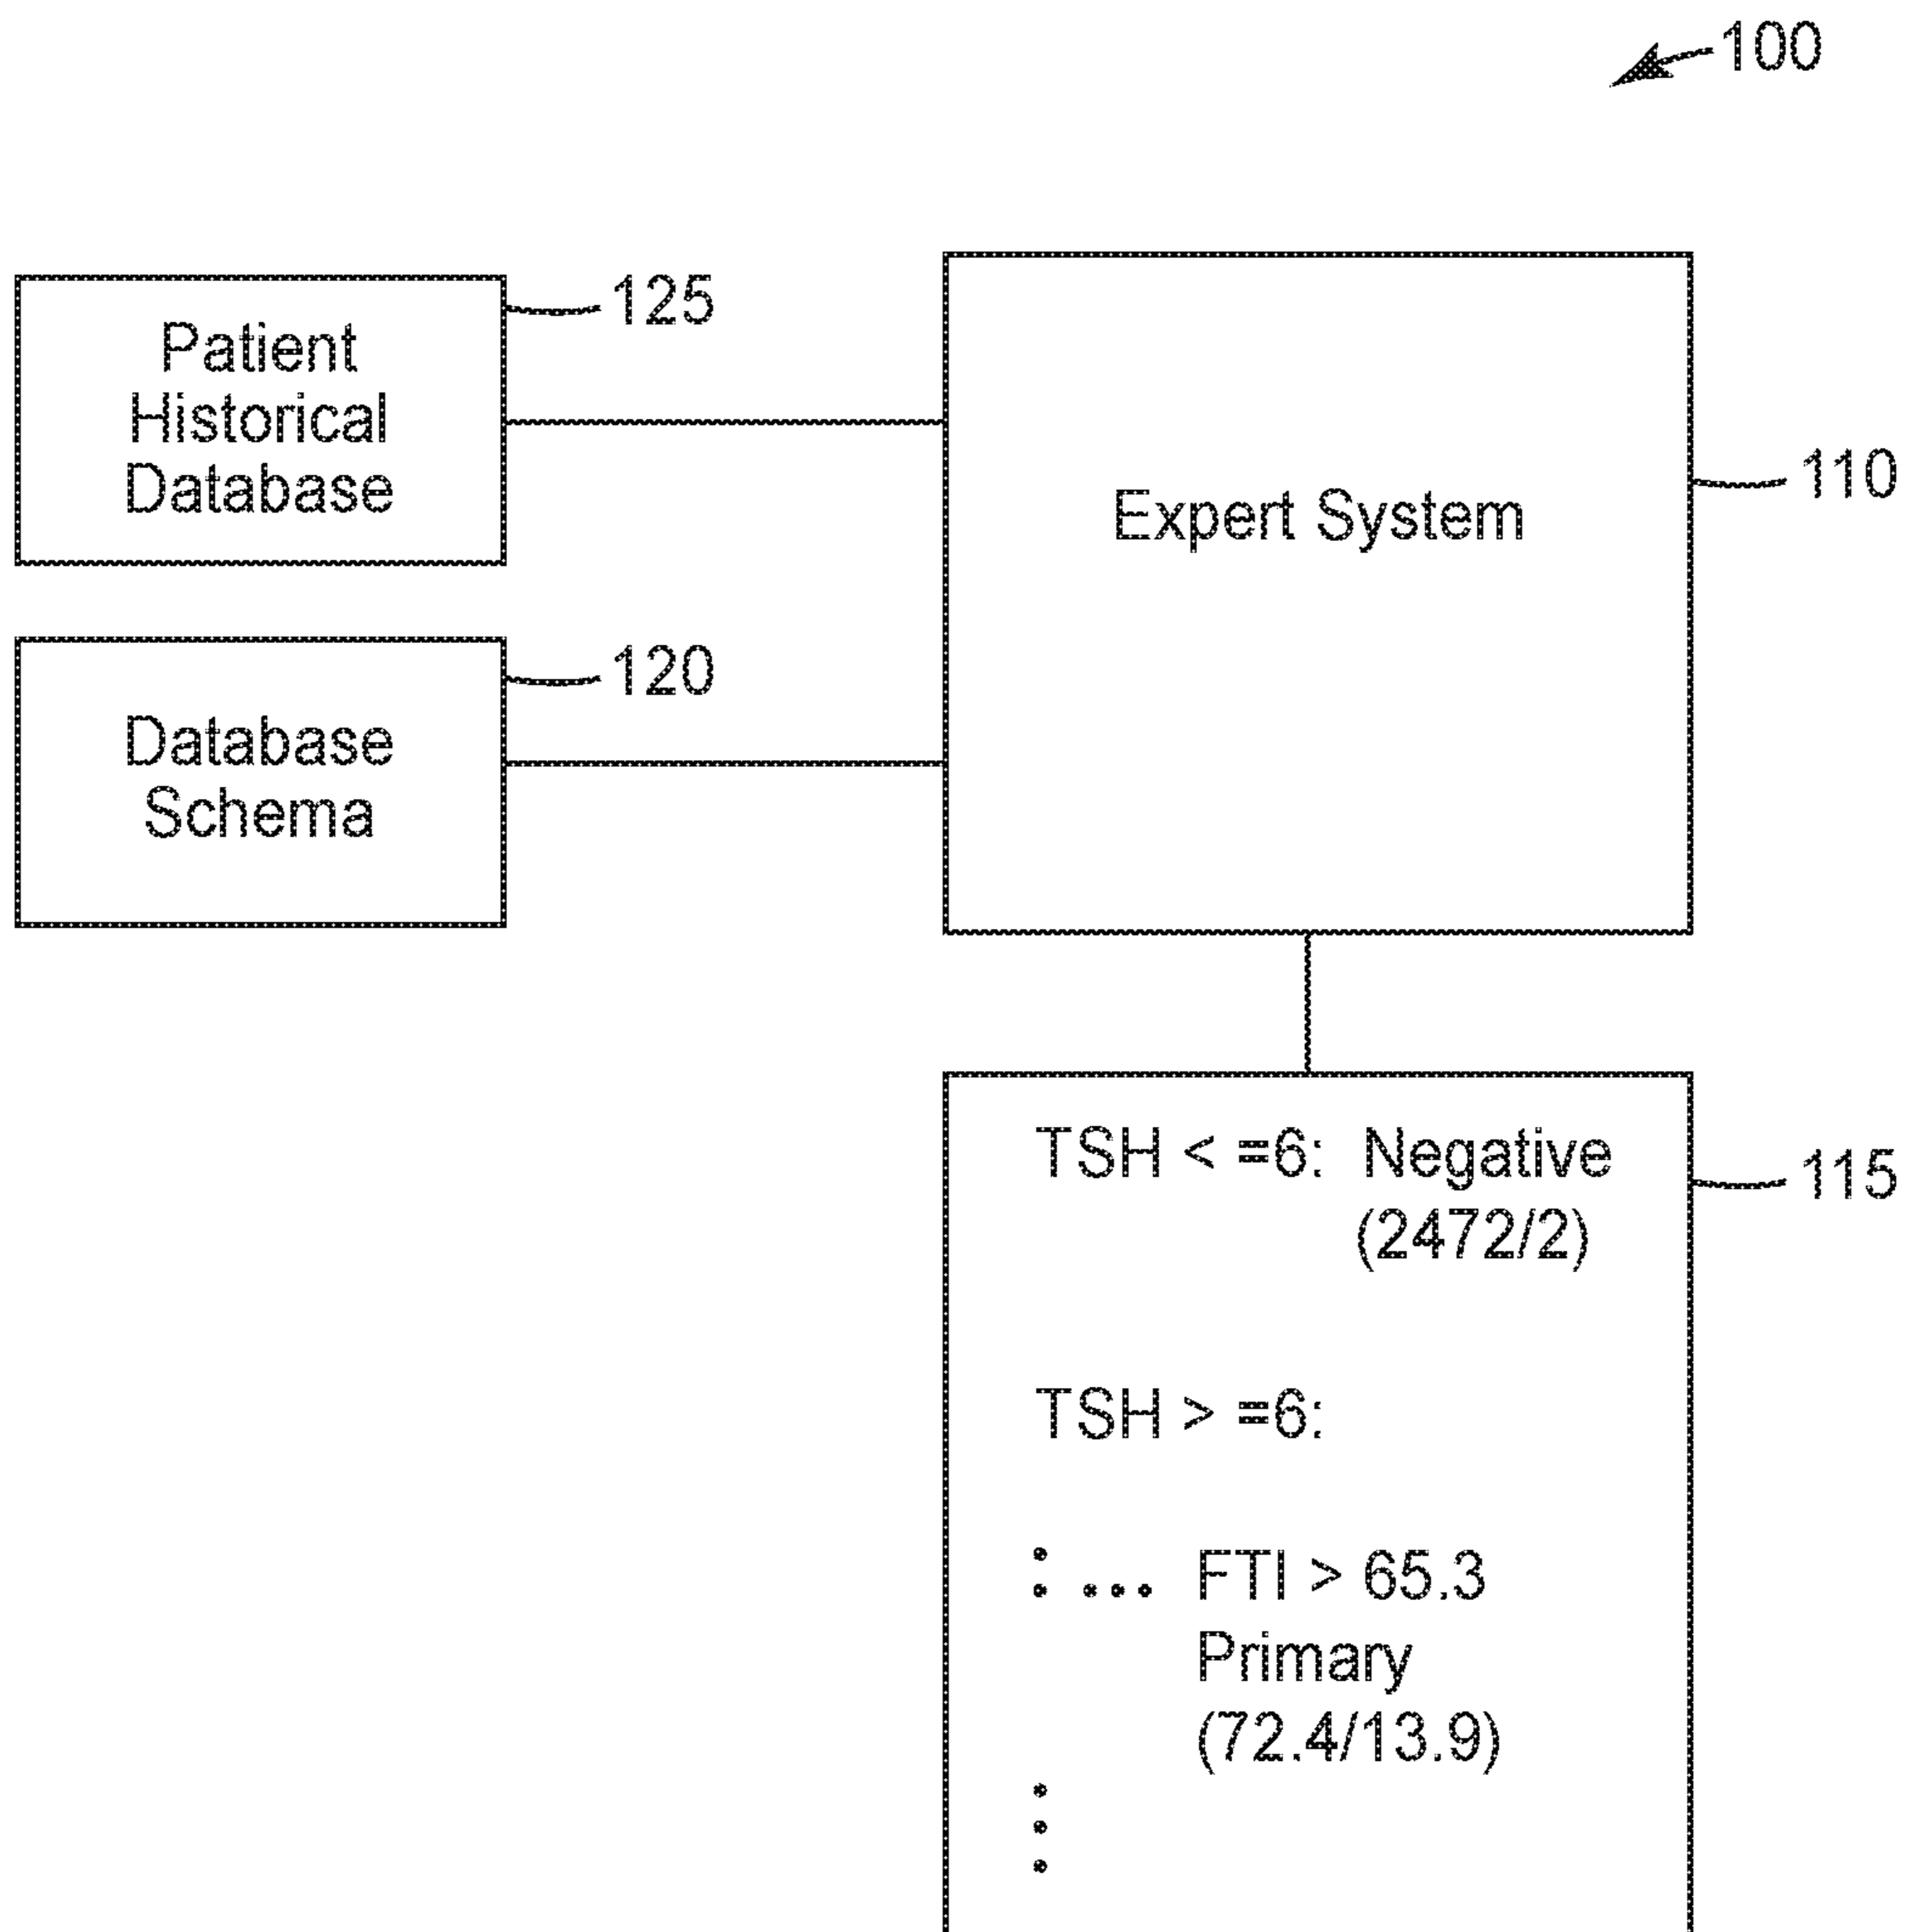 100
125
Patient
Historical
Database
110
Expert System
120
Database
Schema
TSH < =6: Negative
(2472/2)
115
TSH > =6:
: ... FTI > 65.3
Primary
(72.4/13.9)